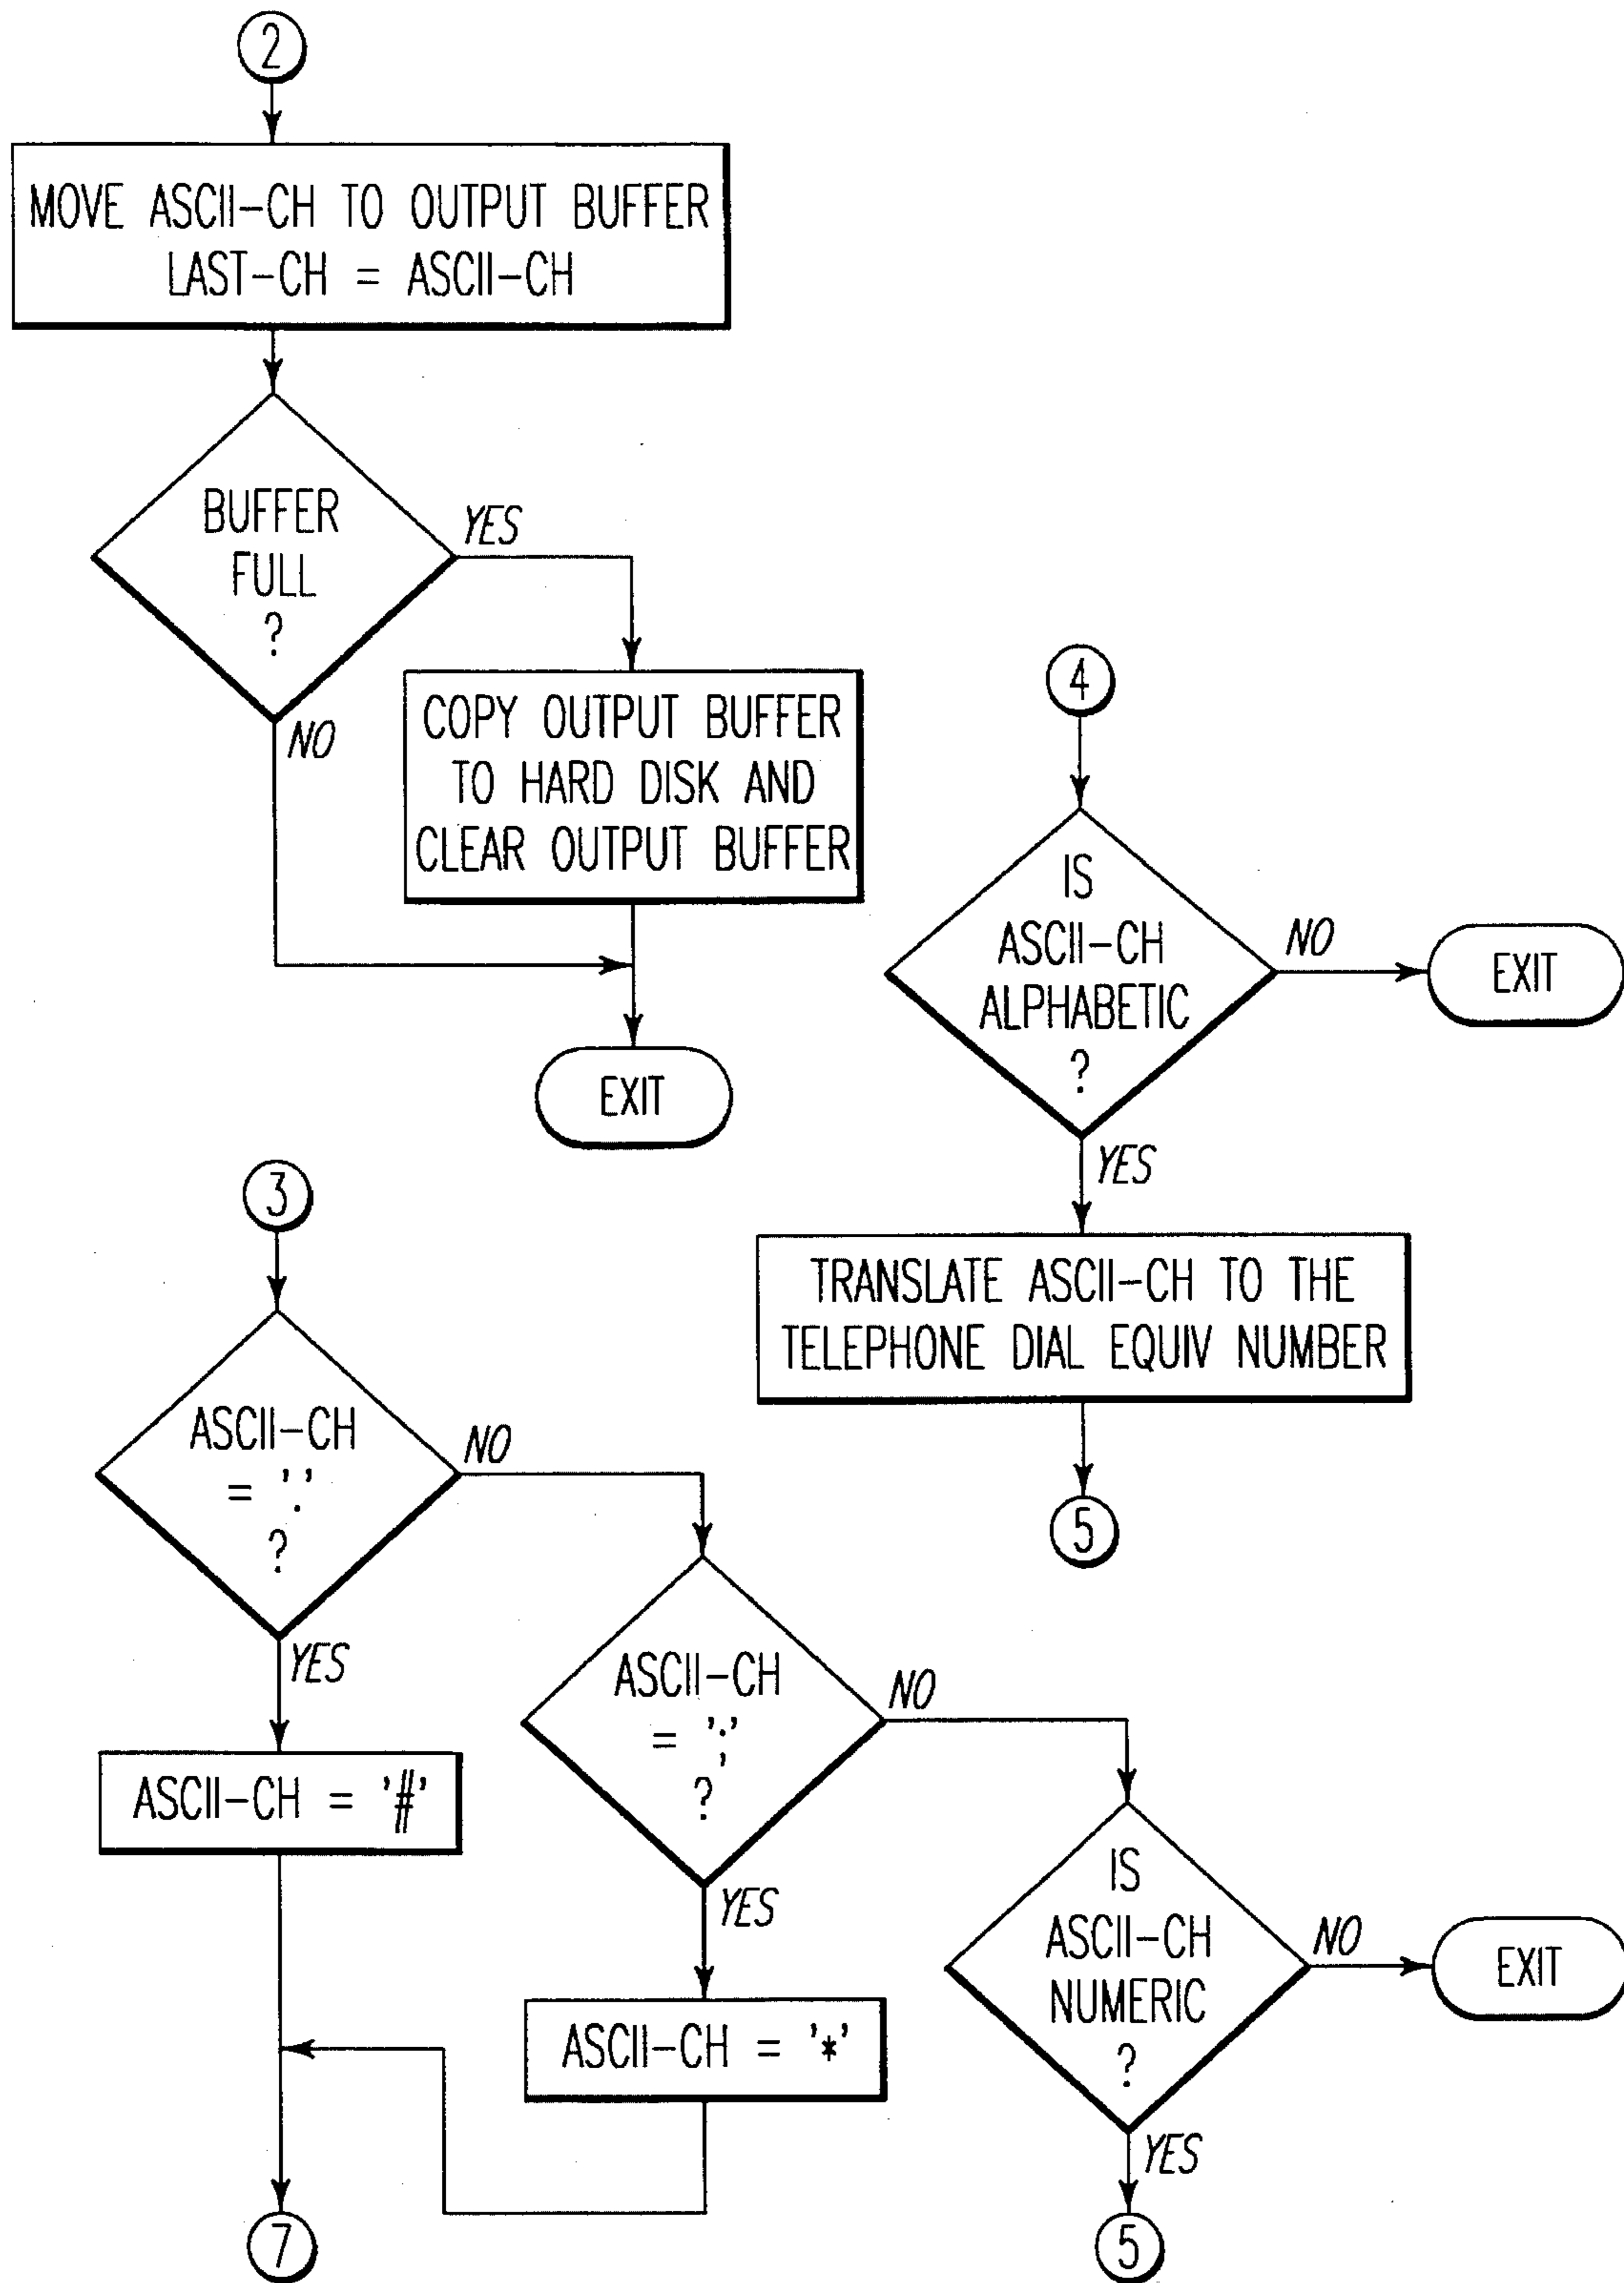 2
MOVE ASCII-CH TO OUTPUT BUFFER
LAST-CH = ASCII-CH
BUFFER
FULL
?
YES
NO
COPY OUTPUT BUFFER
TO HARD DISK AND
CLEAR OUTPUT BUFFER
EXIT
4
IS
ASCII-CH
ALPHABETIC
?
NO
EXIT
YES
TRANSLATE ASCII-CH TO THE
TELEPHONE DIAL EQUIV NUMBER
5
3
ASCII-CH
= '.'
?
NO
YES
ASCII-CH = '#'
7
ASCII-CH
= ';'
?
NO
YES
ASCII-CH = '*'
IS
ASCII-CH
NUMERIC
?
NO
EXIT
YES
5